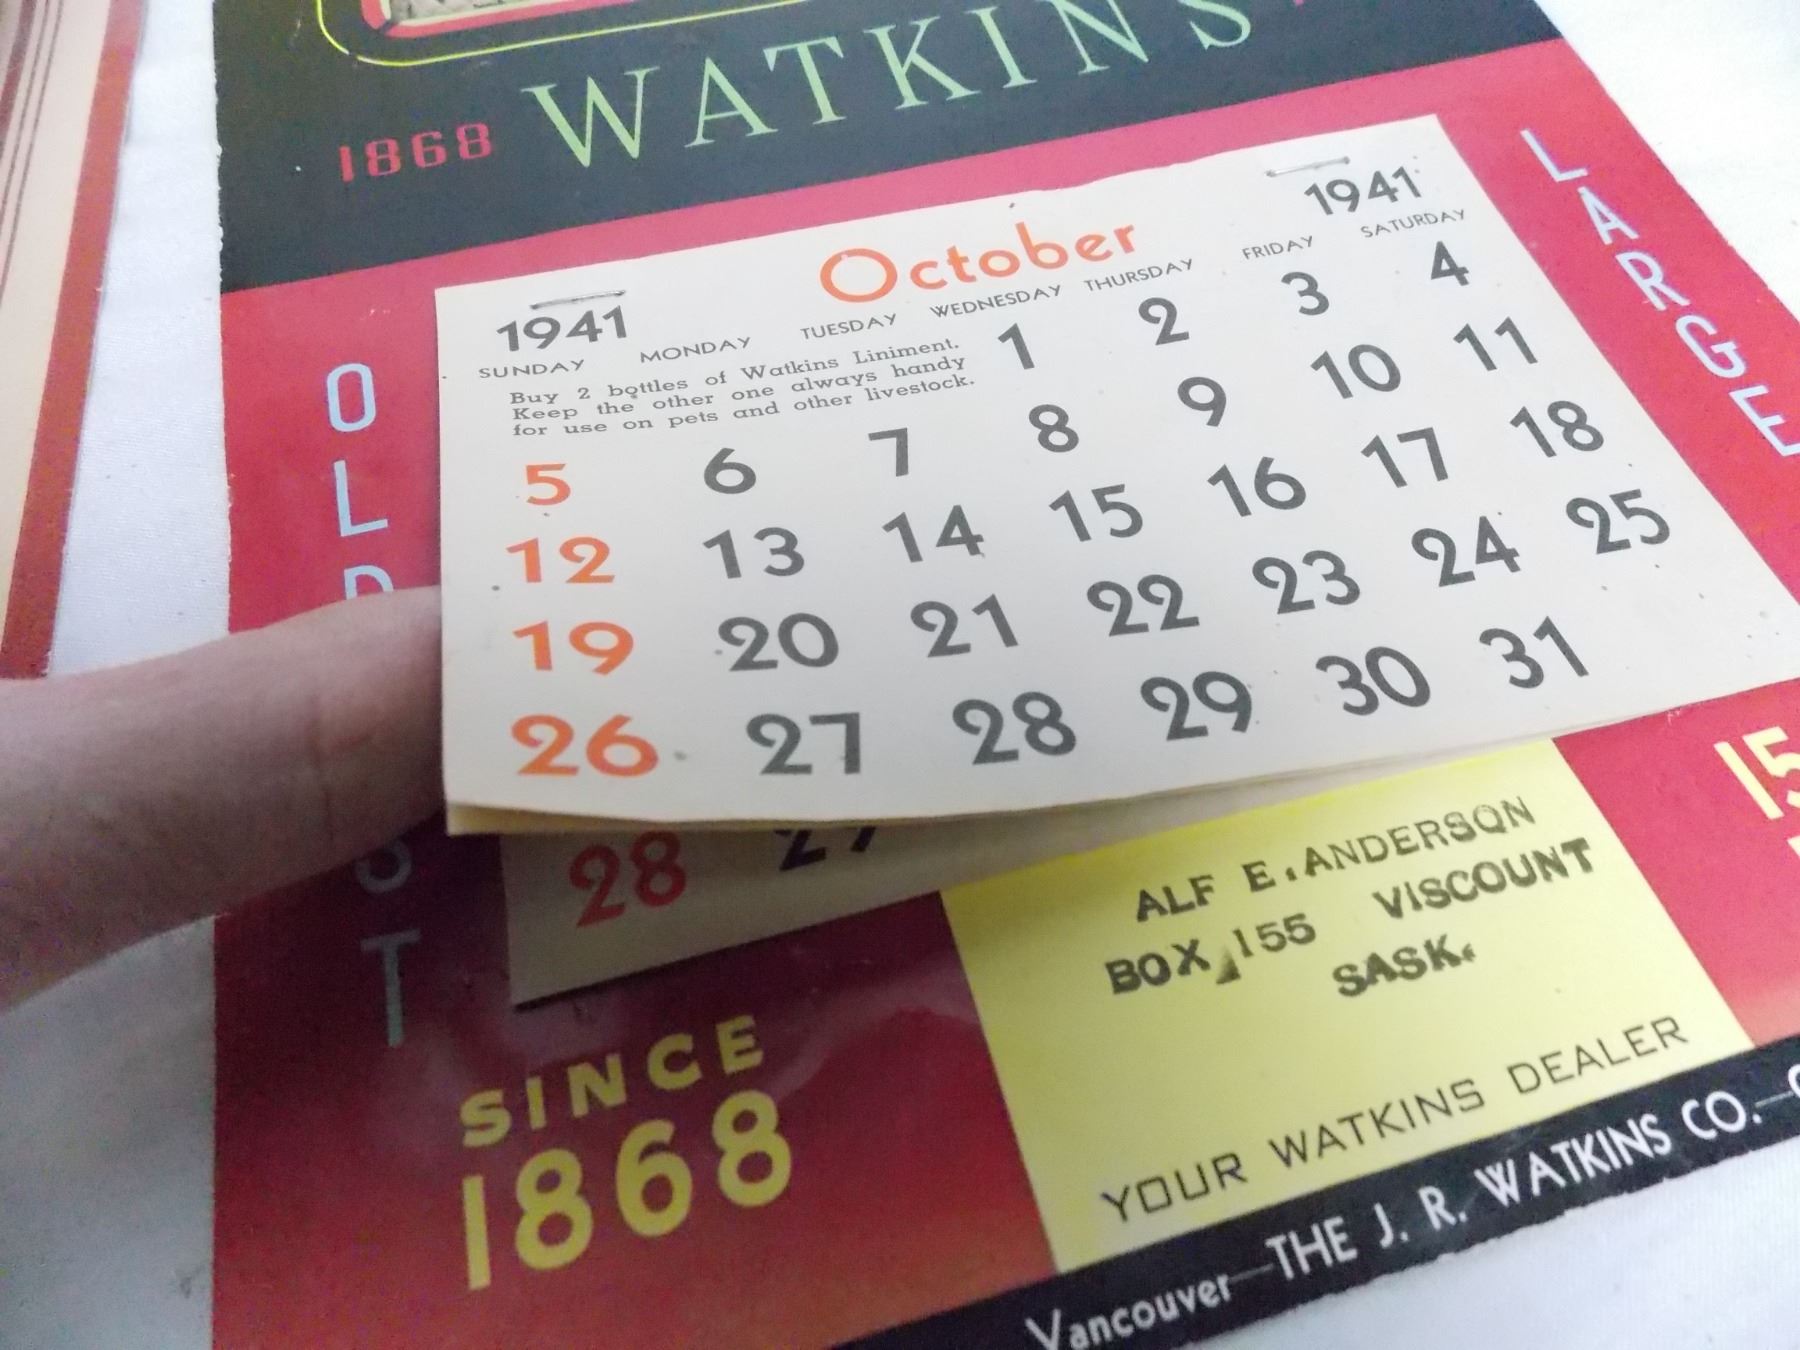 1868 WATKINS
OLD
ST
LARGE
1941 October 1941
SUNDAY MONDAY TUESDAY WEDNESDAY THURSDAY FRIDAY SATURDAY
Buy 2 bottles of Watkins Liniment.
Keep the other one always handy
for use on pets and other livestock.
1 2 3 4
5 6 7 8 9 10 11
12 13 14 15 16 17 18
19 20 21 22 23 24 25
26 27 28 29 30 31
28
SINCE
1868
15
ALF E. ANDERSON
BOX 155 VISCOUNT
SASK.
YOUR WATKINS DEALER
Vancouver—THE J. R. WATKINS CO.—